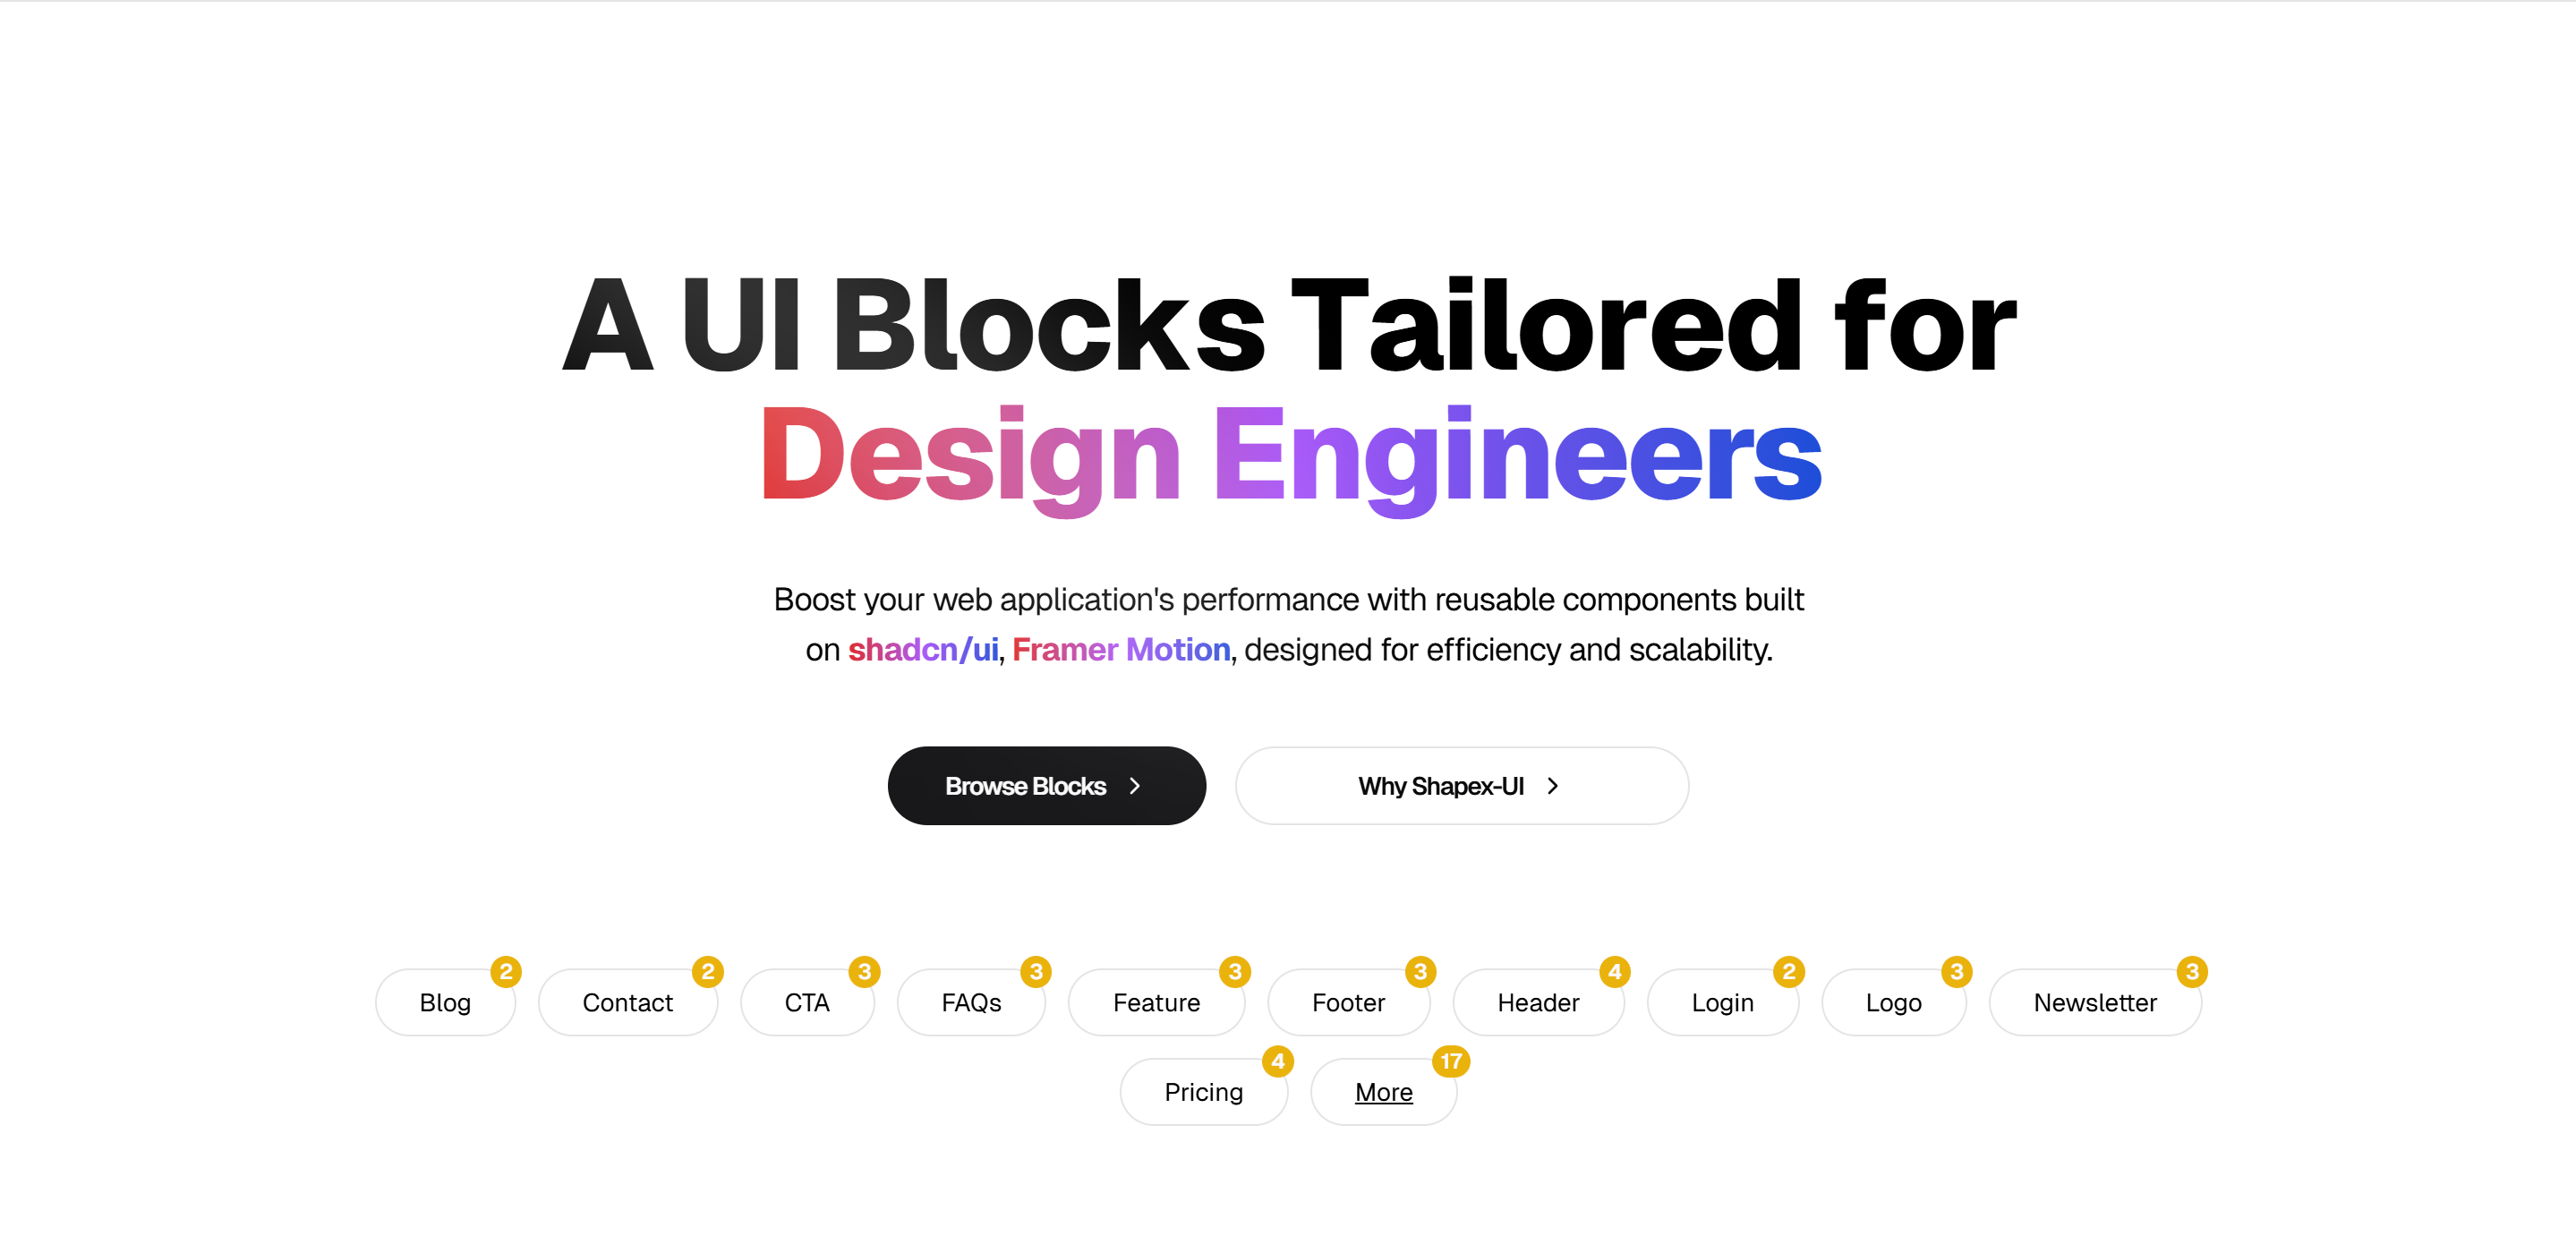 A UI Blocks Tailored for
Design Engineers
Boost your web application's performance with reusable components built
on shadcn/ui, Framer Motion, designed for efficiency and scalability.
Browse Blocks
Why Shapex-UI
Blog 2
Contact 2
CTA 3
FAQs 3
Feature 3
Footer 3
Header 4
Login 2
Logo 3
Newsletter 3
Pricing 4
More 17